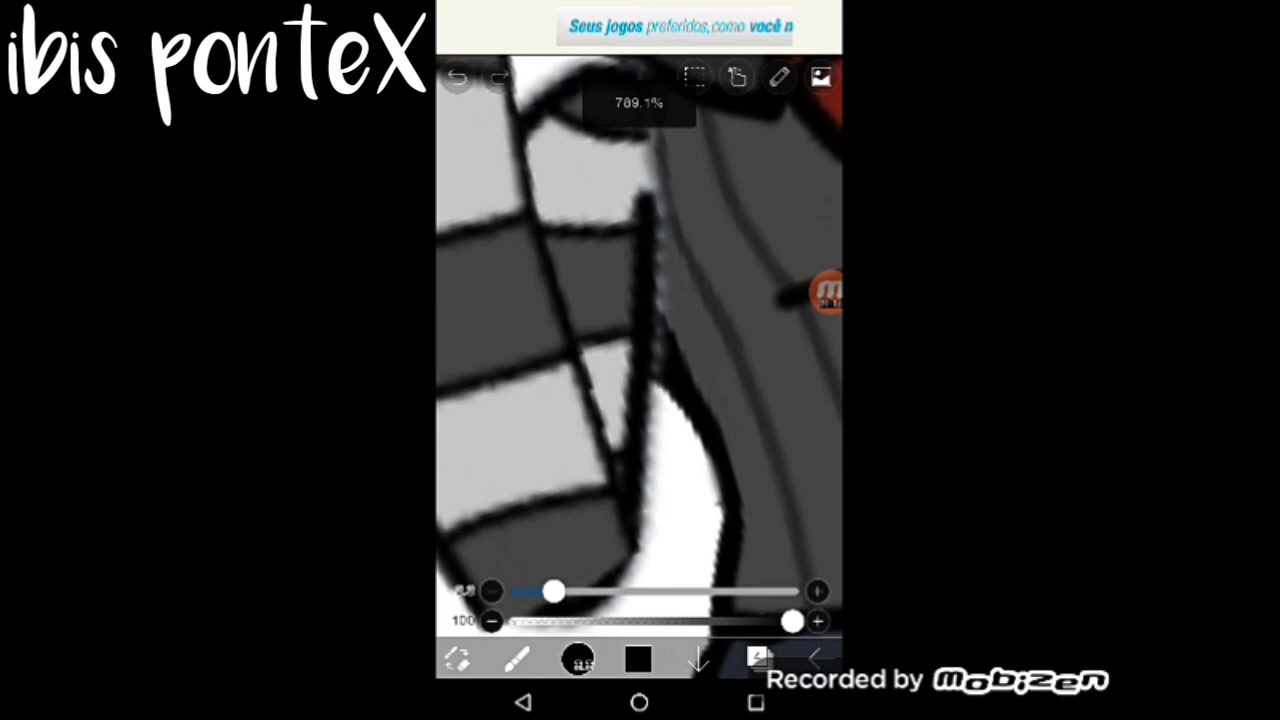 ibis ponteX
Seus jogos preferidos, como você n
789.1%
100
Recorded by mobizen